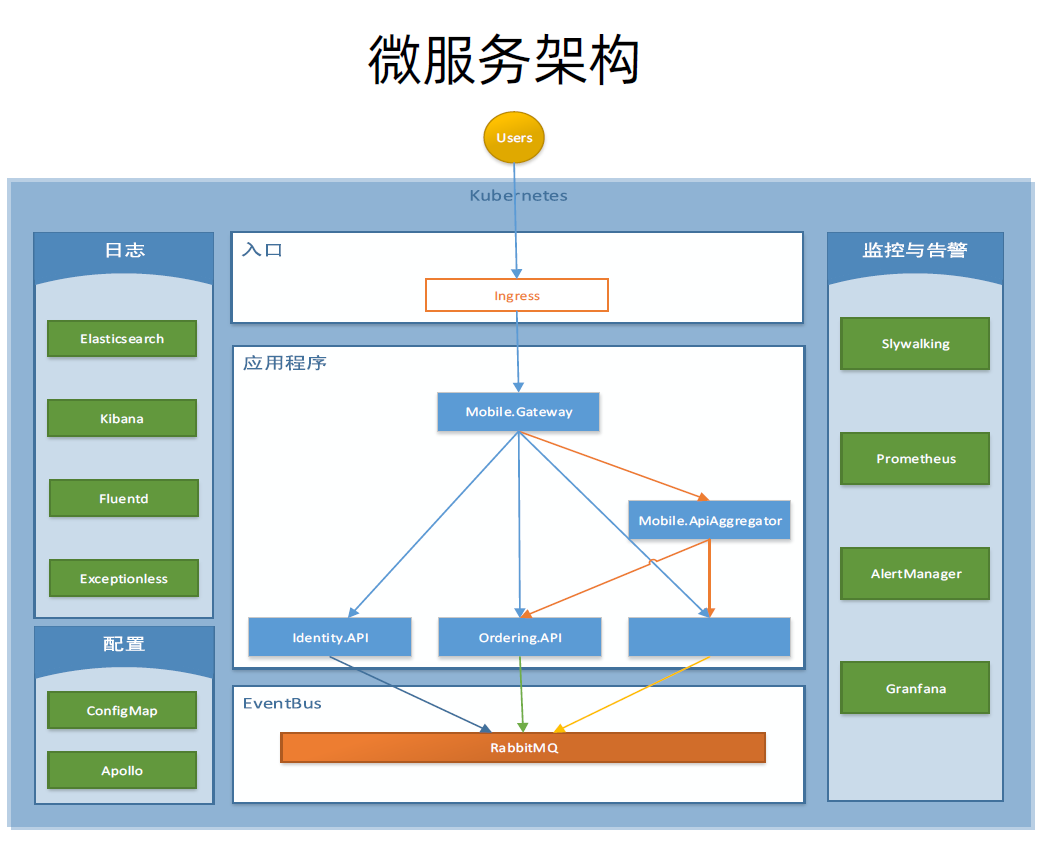 微服务架构
Users
Kubernetes
日志
Elasticsearch
Kibana
Fluentd
Exceptionless
配置
ConfigMap
Apollo
入口
Ingress
应用程序
Mobile.Gateway
Mobile.ApiAggregator
Identity.API
Ordering.API
EventBus
RabbitMQ
监控与告警
Slywalking
Prometheus
AlertManager
Granfana